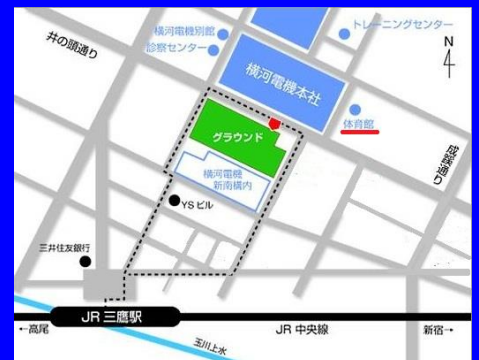 トレーニングセンター
横河電機別館
診察センター
井の頭通り
N
横河電機本社
体育館
グラウンド
成蹊通り
横河電機
新南構内
YSビル
三井住友銀行
JR 三鷹駅
←高尾
JR 中央線
新宿→
玉川上水